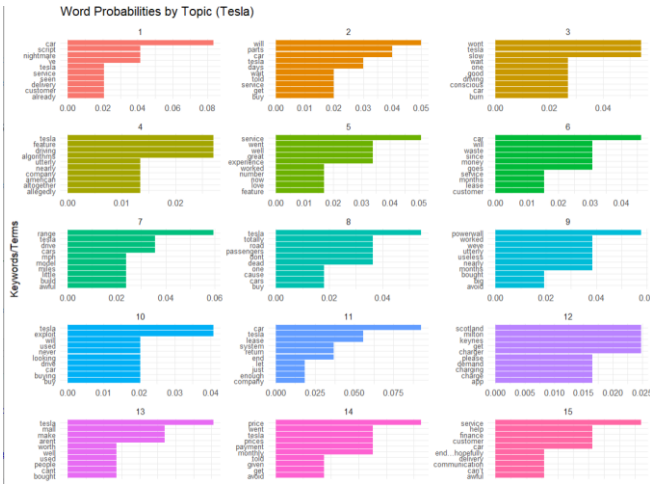 Word Probabilities by Topic (Tesla)
Keywords/Terms
1
car
script
nightmare
ve
tesla
service
seen
delivery
customer
already
0.00 0.02 0.04 0.06 0.08
2
will
parts
car
tesla
days
wait
told
service
get
buy
0.00 0.01 0.02 0.03 0.04 0.05
3
wont
tesla
slow
wait
one
good
driving
conscious
car
burn
0.00 0.02 0.04
4
tesla
feature
driving
algorithms
utterly
nearly
company
american
altogether
allegedly
0.00 0.01 0.02
5
service
went
well
great
experience
worked
number
now
love
feature
0.00 0.01 0.02 0.03 0.04 0.05
6
car
will
waste
since
money
goes
service
months
lease
customer
0.00 0.01 0.02 0.03 0.04
7
range
tesla
drive
cars
mph
model
miles
little
build
awful
0.00 0.02 0.04 0.06
8
tesla
totally
road
passengers
dont
dead
one
cause
cars
buy
0.00 0.02 0.04
9
powerwall
worked
weve
utterly
useless
nearly
months
bought
big
avoid
0.00 0.02 0.04 0.0
10
tesla
exploit
will
used
never
looking
drive
car
buying
buy
0.00 0.01 0.02 0.03 0.04
11
car
tesla
lease
system
return
end
let
just
enough
company
0.000 0.025 0.050 0.075
12
scotland
milton
keynes
get
charger
please
demand
charging
charge
app
0.000 0.005 0.010 0.015 0.020 0.025
13
tesla
mall
make
arent
worth
well
used
people
cant
bought
14
price
went
tesla
prices
payment
monthly
told
given
get
avoid
15
service
help
finance
customer
car
end...hopefully
delivery
communication
can't
awful